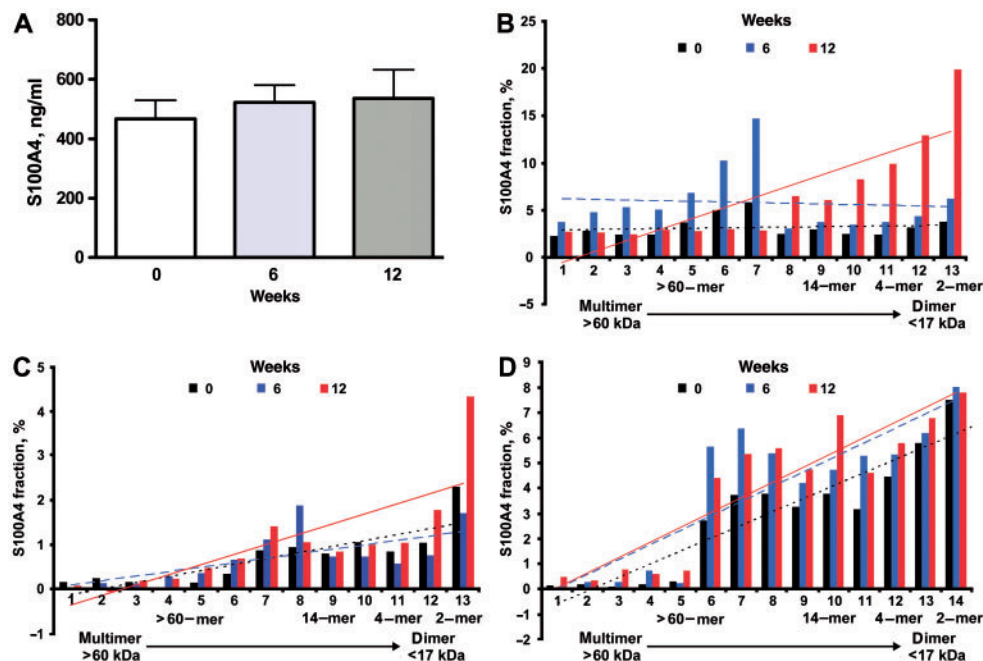 A
800
600
400
200
0
S100A4, ng/ml
0 6 12
Weeks
B
Weeks
0 6 12
25
20
15
10
5
0
−5
S100A4 fraction, %
1 2 3 4 5 6 7 8 9 10 11 12 13
>60−mer 14−mer 4−mer 2−mer
Multimer Dimer
>60 kDa <17 kDa
C
Weeks
0 6 12
5
4
3
2
1
0
−1
S100A4 fraction, %
1 2 3 4 5 6 7 8 9 10 11 12 13
>60−mer 14−mer 4−mer 2−mer
Multimer Dimer
>60 kDa <17 kDa
D
Weeks
0 6 12
9
8
7
6
5
4
3
2
1
0
−1
−2
S100A4 fraction, %
1 2 3 4 5 6 7 8 9 10 11 12 13 14
>60−mer 14−mer 4−mer 2−mer
Multimer Dimer
>60 kDa <17 kDa